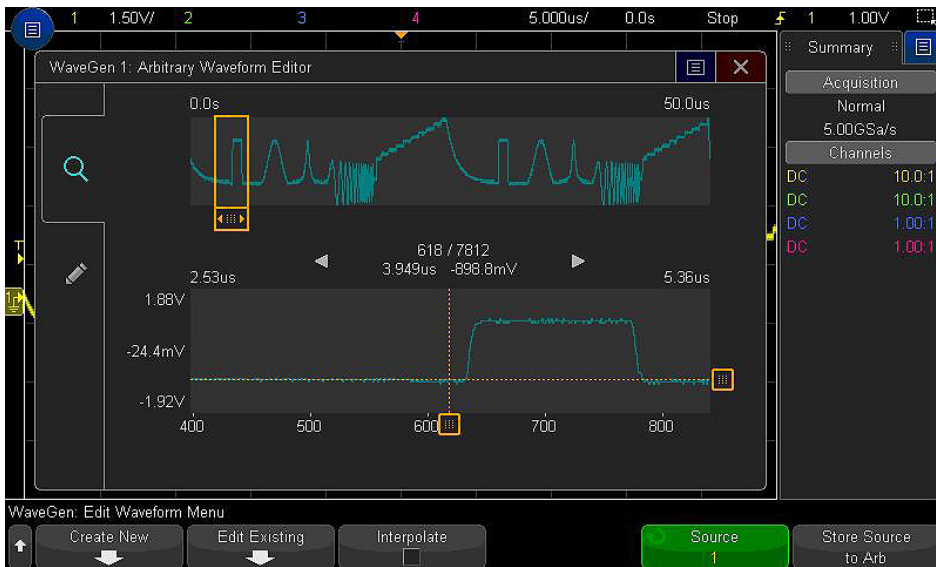 1 1.50V/ 2 3 4 5.000us/ 0.0s Stop 1 1.00V
Summary
WaveGen 1: Arbitrary Waveform Editor
Acquisition
Normal
5.00GSa/s
Channels
DC 10.0:1
DC 10.0:1
DC 1.00:1
DC 1.00:1
0.0s 50.0us
618 / 7812
3.949us -898.8mV
2.53us 5.36us
1.88V
-24.4mV
-1.92V
400 500 600 700 800
T
WaveGen: Edit Waveform Menu
Create New
Edit Existing
Interpolate
Source
1
Store Source
to Arb